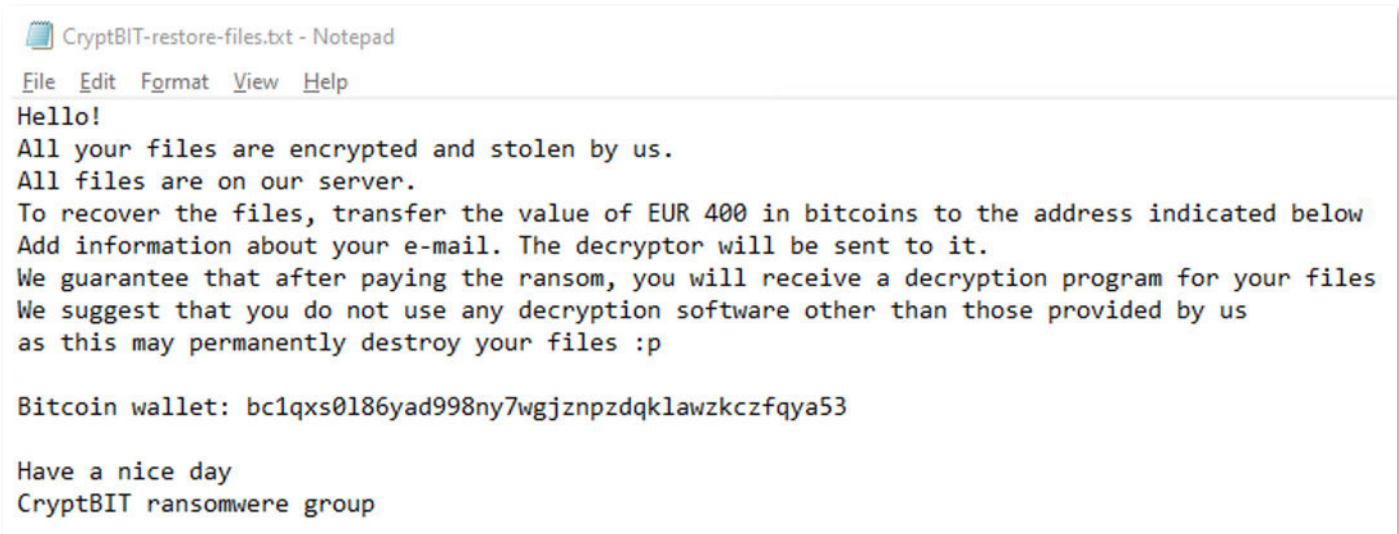 CryptBIT-restore-files.txt - Notepad
File Edit Format View Help
Hello!
All your files are encrypted and stolen by us.
All files are on our server.
To recover the files, transfer the value of EUR 400 in bitcoins to the address indicated below
Add information about your e-mail. The decryptor will be sent to it.
We guarantee that after paying the ransom, you will receive a decryption program for your files
We suggest that you do not use any decryption software other than those provided by us
as this may permanently destroy your files :p
Bitcoin wallet: bc1qxs0l86yad998ny7wgjznpzdqklawzkczfqya53
Have a nice day
CryptBIT ransomwere group